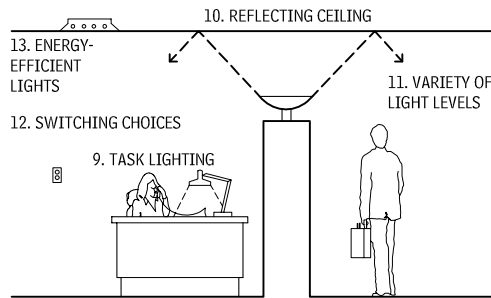 10. REFLECTING CEILING
13. ENERGY-
EFFICIENT
LIGHTS
11. VARIETY OF
LIGHT LEVELS
12. SWITCHING CHOICES
9. TASK LIGHTING